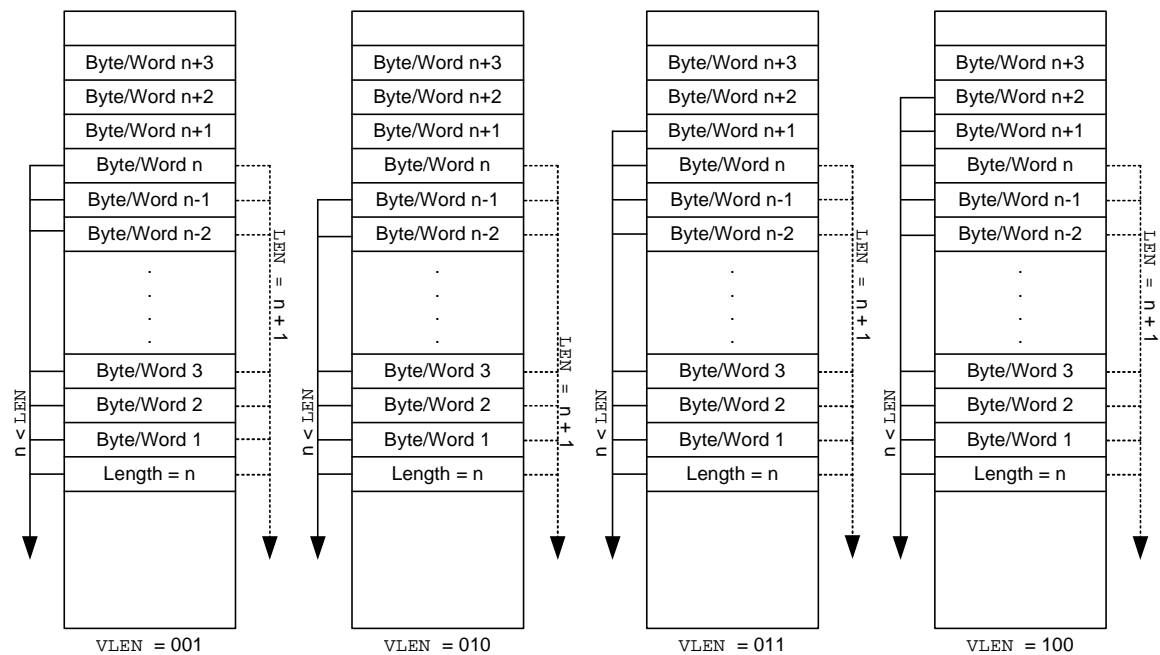 Byte/Word n+3
Byte/Word n+2
Byte/Word n+1
Byte/Word n
Byte/Word n-1
Byte/Word n-2
.
.
.
.
Byte/Word 3
Byte/Word 2
Byte/Word 1
Length = n
n < LEN
LEN = n + 1
VLEN = 001
Byte/Word n+3
Byte/Word n+2
Byte/Word n+1
Byte/Word n
Byte/Word n-1
Byte/Word n-2
.
.
.
.
Byte/Word 3
Byte/Word 2
Byte/Word 1
Length = n
n < LEN
LEN = n + 1
VLEN = 010
Byte/Word n+3
Byte/Word n+2
Byte/Word n+1
Byte/Word n
Byte/Word n-1
Byte/Word n-2
.
.
.
.
Byte/Word 3
Byte/Word 2
Byte/Word 1
Length = n
n < LEN
LEN = n + 1
VLEN = 011
Byte/Word n+3
Byte/Word n+2
Byte/Word n+1
Byte/Word n
Byte/Word n-1
Byte/Word n-2
.
.
.
.
Byte/Word 3
Byte/Word 2
Byte/Word 1
Length = n
n < LEN
LEN = n + 1
VLEN = 100